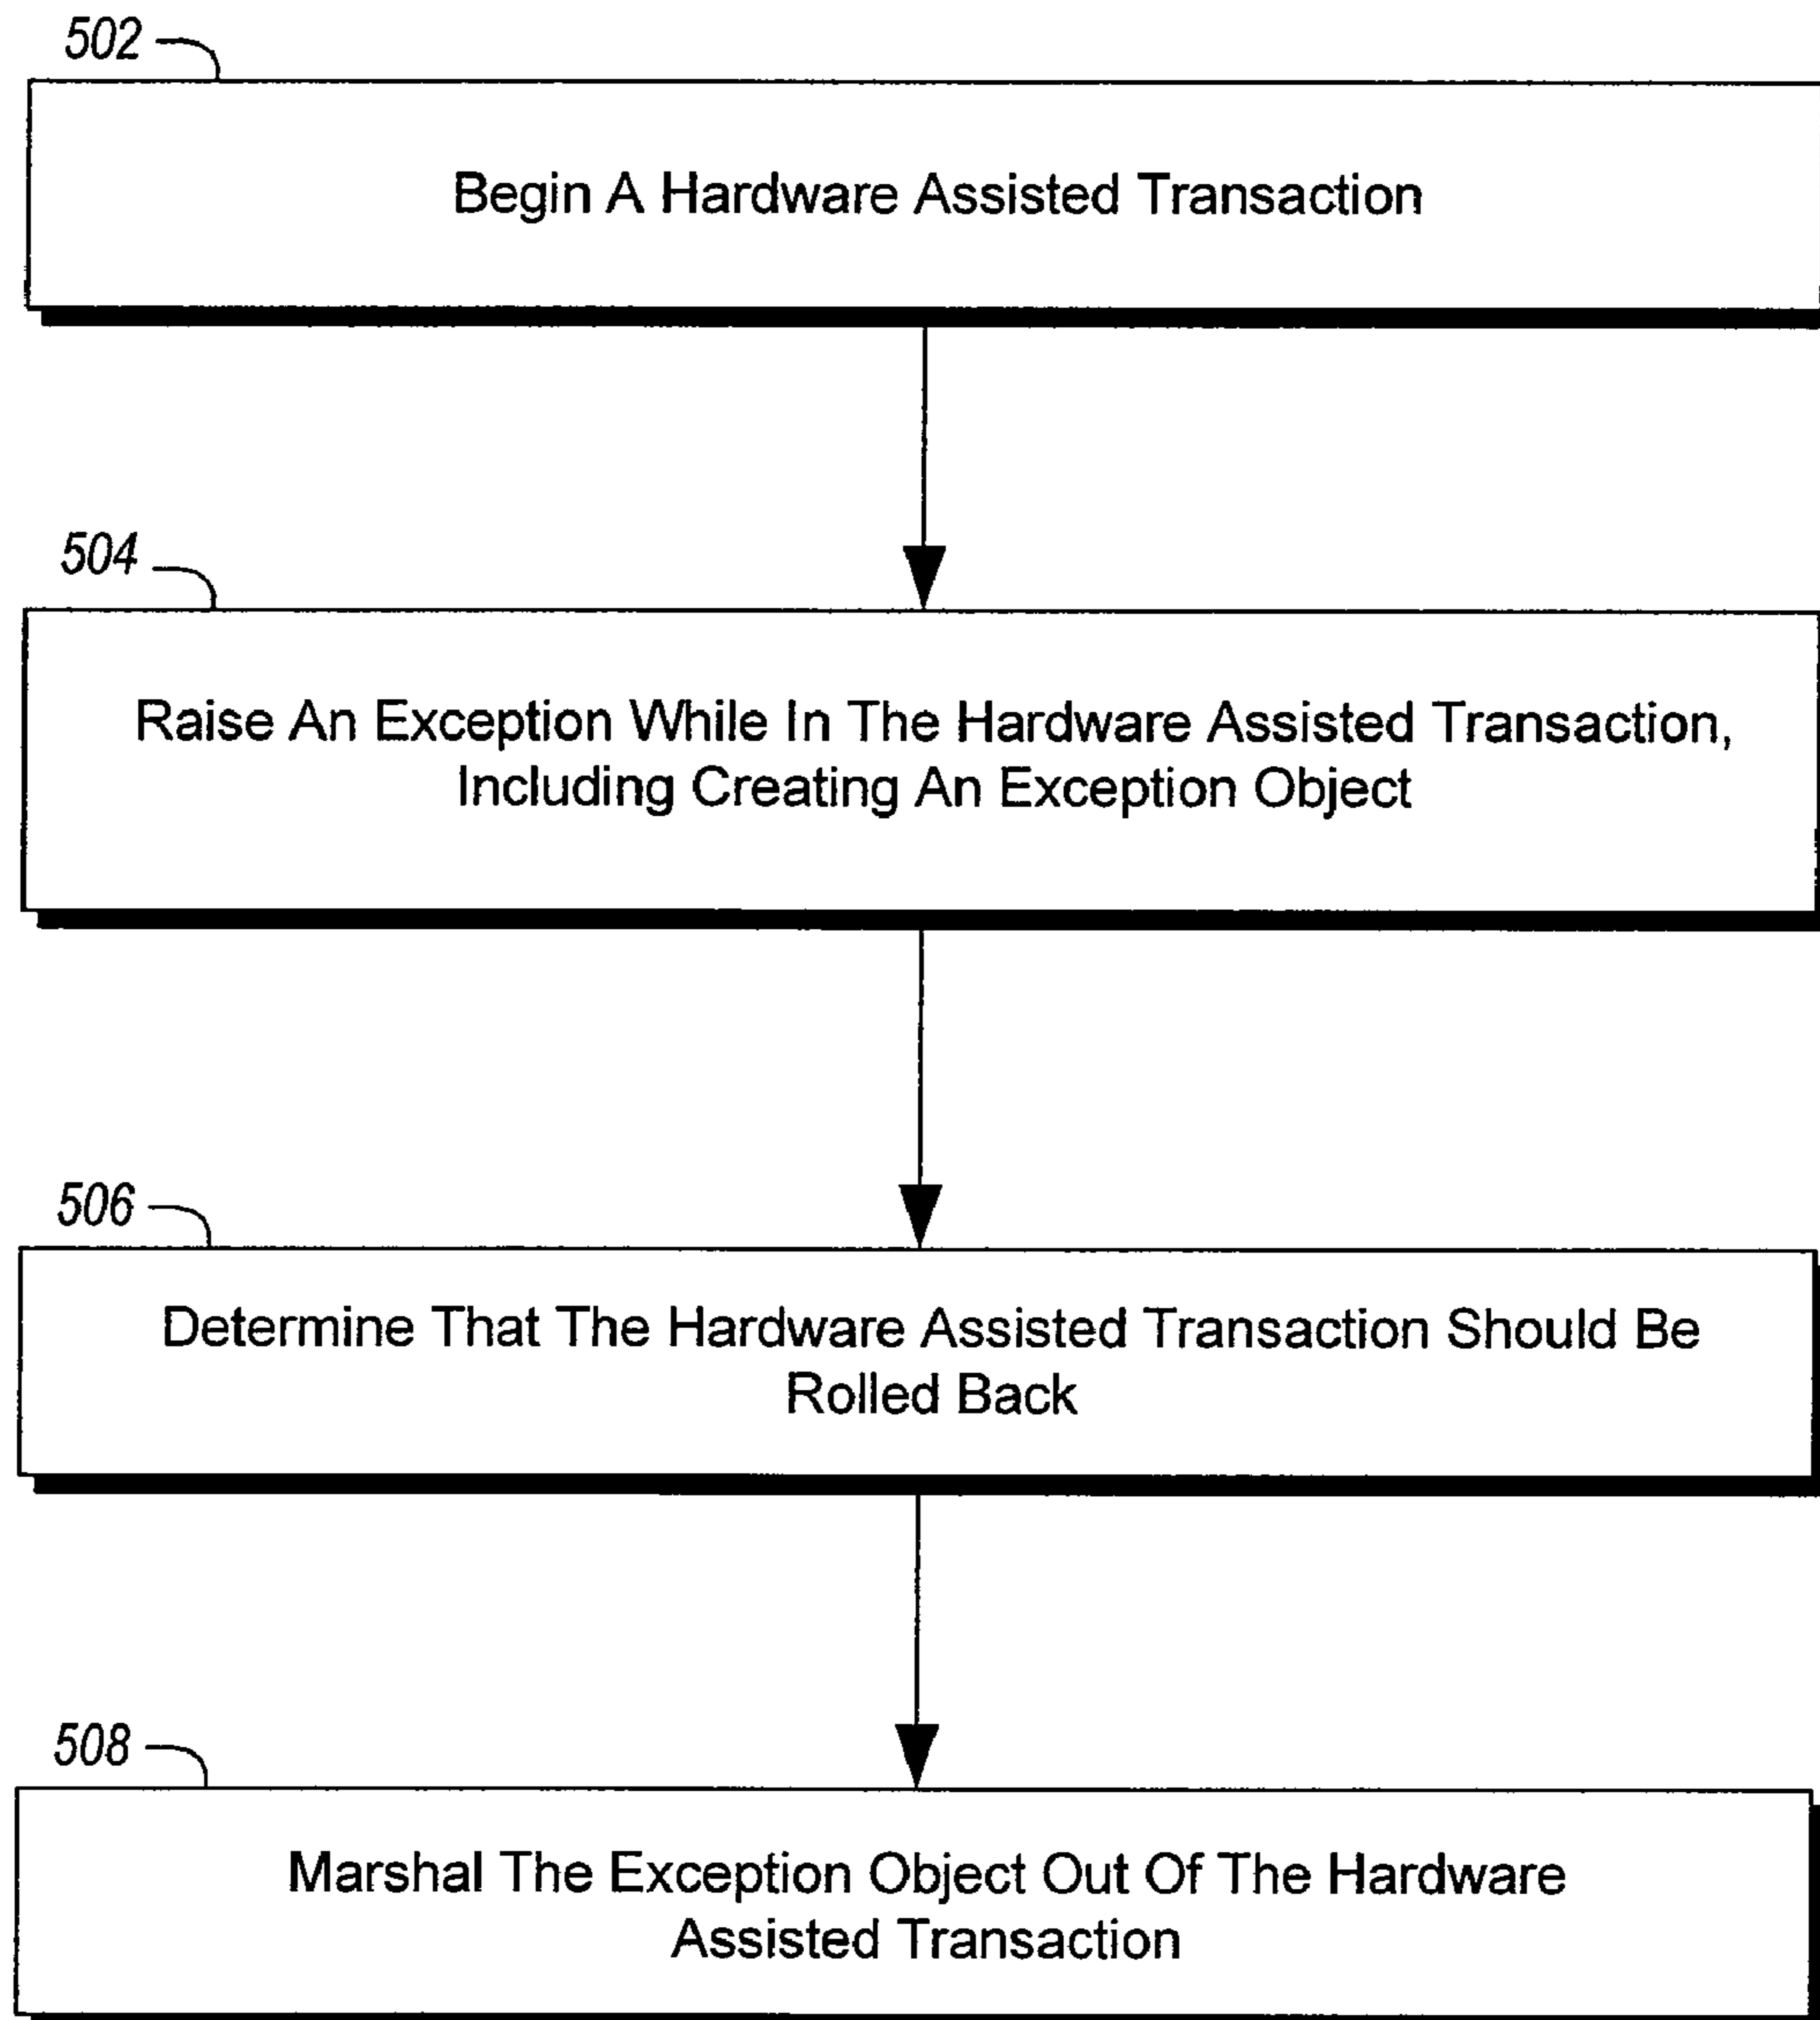 502
Begin A Hardware Assisted Transaction
504
Raise An Exception While In The Hardware Assisted Transaction,
Including Creating An Exception Object
506
Determine That The Hardware Assisted Transaction Should Be
Rolled Back
508
Marshal The Exception Object Out Of The Hardware
Assisted Transaction